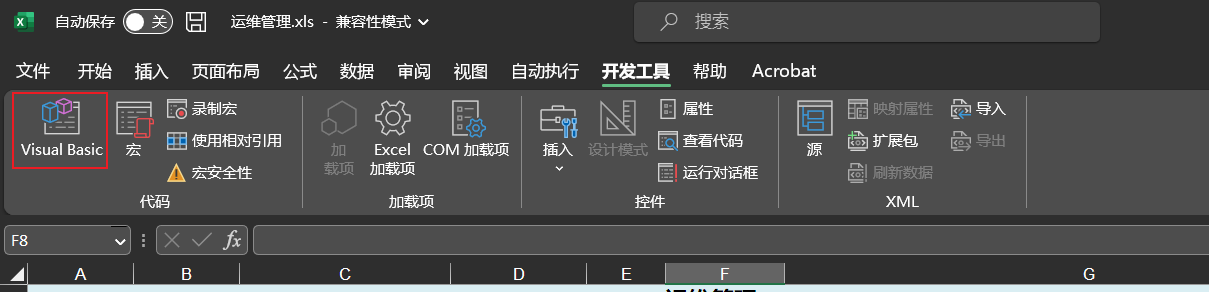 自动保存 关 运维管理.xls - 兼容性模式 搜索
文件 开始 插入 页面布局 公式 数据 审阅 视图 自动执行 开发工具 帮助 Acrobat
Visual Basic
宏
录制宏
使用相对引用
宏安全性
代码
加
载项
Excel
加载项
COM 加载项
加载项
插入
设计模式
属性
查看代码
运行对话框
控件
源
映射属性
扩展包
刷新数据
导入
导出
XML
F8 fx
A B C D E F G
运维管理